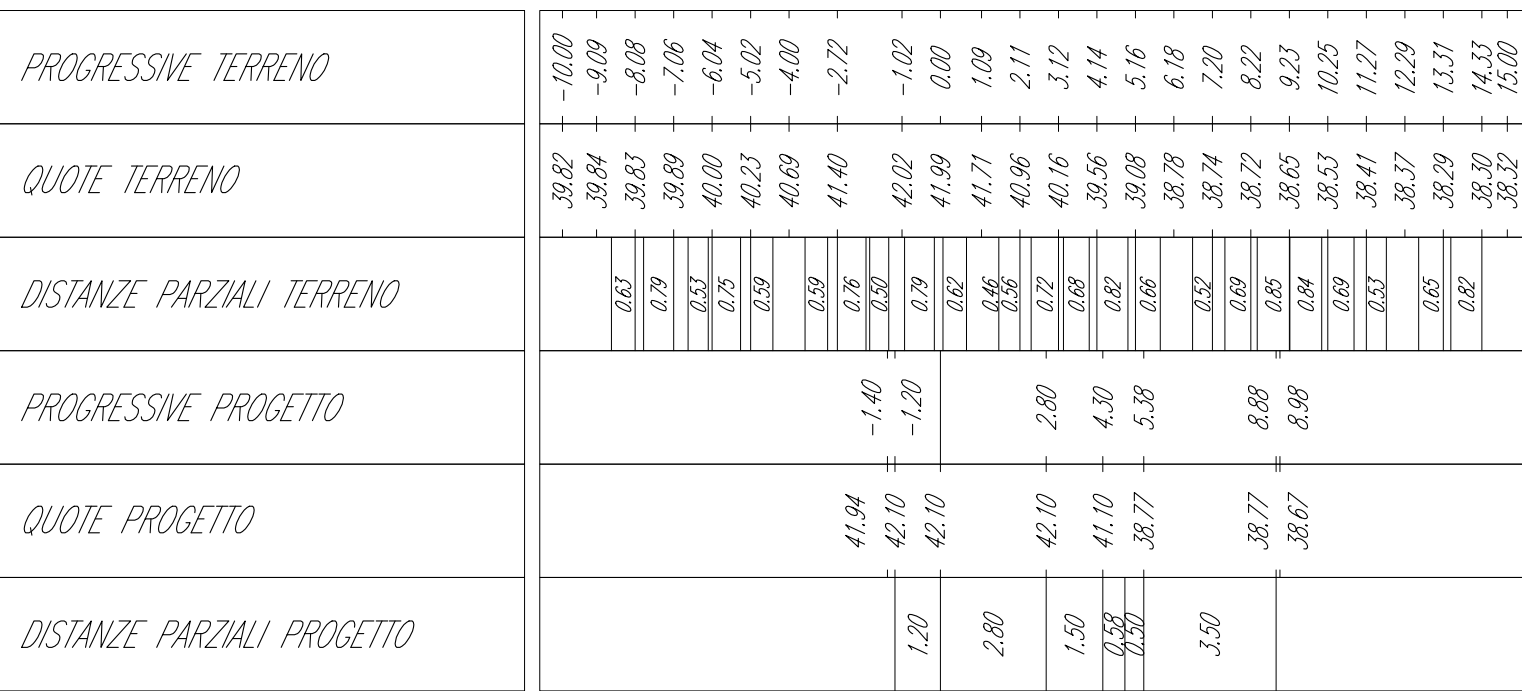 PROGRESSIVE TERRENO -10.00 -9.09 -8.08 -7.06 -6.04 -5.02 -4.00 -2.72 -1.02 0.00 1.09 2.11 3.12 4.14 5.16 6.18 7.20 8.22 9.23 10.25 11.27 12.29 13.31 14.33 15.00
QUOTE TERRENO 39.82 39.84 39.83 39.89 40.00 40.23 40.69 41.40 42.02 41.99 41.71 40.96 40.16 39.56 39.08 38.78 38.74 38.72 38.65 38.53 38.41 38.37 38.29 38.30 38.32
DISTANZE PARZIALI TERRENO 0.63 0.79 0.53 0.75 0.59 0.59 0.76 0.50 0.79 0.62 0.46 0.56 0.72 0.68 0.82 0.66 0.52 0.69 0.85 0.84 0.69 0.53 0.65 0.82
PROGRESSIVE PROGETTO -1.40 -1.20 2.80 4.30 5.38 8.88 8.98
QUOTE PROGETTO 41.94 42.10 42.10 42.10 41.10 38.77 38.77 38.67
DISTANZE PARZIALI PROGETTO 1.20 2.80 1.50 0.58 0.50 3.50